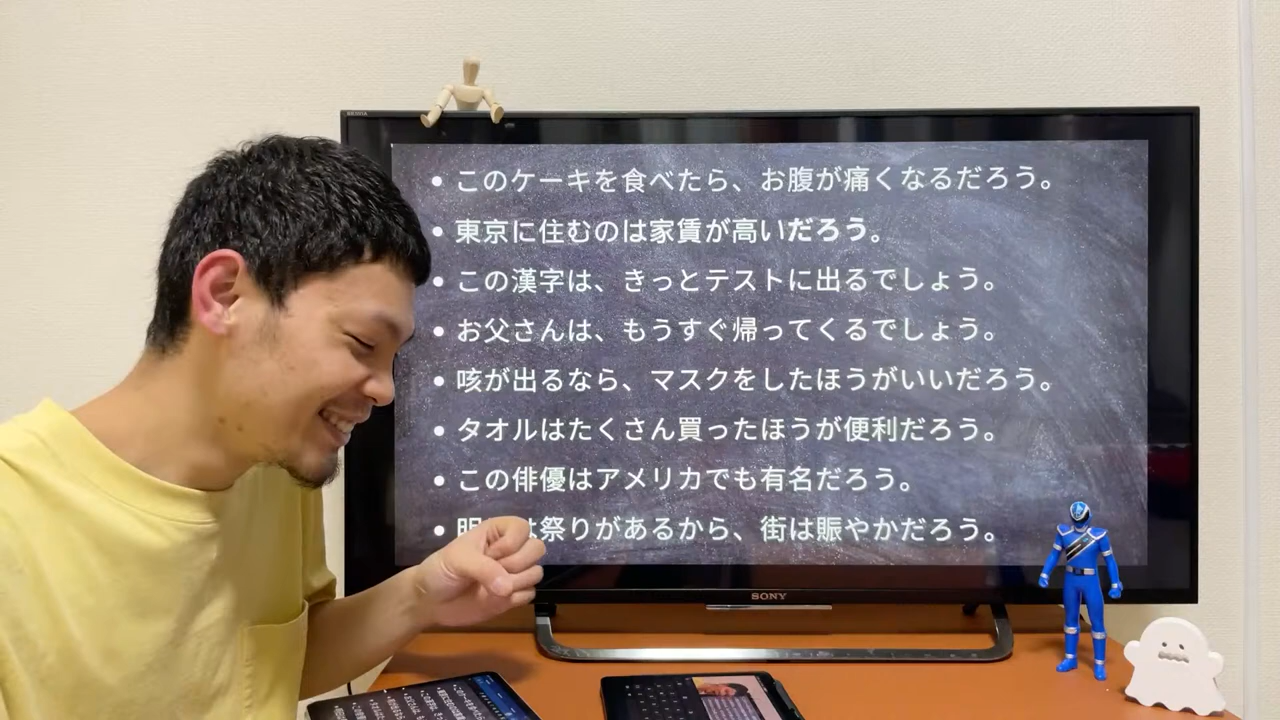 • このケーキを食べたら、お腹が痛くなるだろう。
• 東京に住むのは家賃が高いだろう。
• この漢字は、きっとテストに出るでしょう。
• お父さんは、もうすぐ帰ってくるでしょう。
• 咳が出るなら、マスクをしたほうがいいだろう。
• タオルはたくさん買ったほうが便利だろう。
• この俳優はアメリカでも有名だろう。
• 明は祭りがあるから、街は賑やかだろう。
SONY